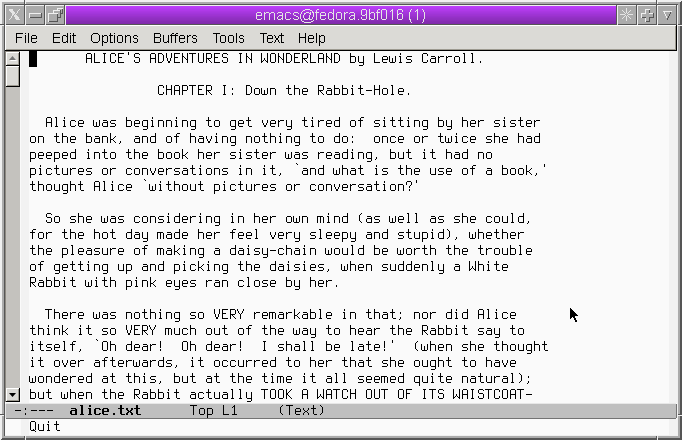 emacs@fedora.9bf016 (1)
File Edit Options Buffers Tools Text Help
ALICE'S ADVENTURES IN WONDERLAND by Lewis Carroll.
CHAPTER I: Down the Rabbit-Hole.
Alice was beginning to get very tired of sitting by her sister
on the bank, and of having nothing to do:  once or twice she had
peeped into the book her sister was reading, but it had no
pictures or conversations in it, `and what is the use of a book,'
thought Alice `without pictures or conversation?'
So she was considering in her own mind (as well as she could,
for the hot day made her feel very sleepy and stupid), whether
the pleasure of making a daisy-chain would be worth the trouble
of getting up and picking the daisies, when suddenly a White
Rabbit with pink eyes ran close by her.
There was nothing so VERY remarkable in that; nor did Alice
think it so VERY much out of the way to hear the Rabbit say to
itself, `Oh dear!  Oh dear!  I shall be late!'  (when she thought
it over afterwards, it occurred to her that she ought to have
wondered at this, but at the time it all seemed quite natural);
but when the Rabbit actually TOOK A WATCH OUT OF ITS WAISTCOAT-
-:---  alice.txt      Top L1     (Text)
Quit